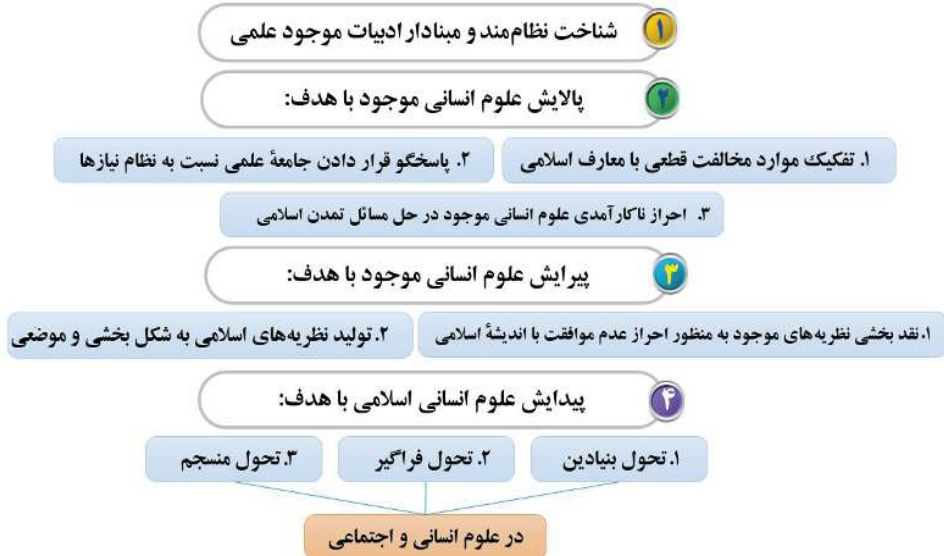 ۱ شناخت نظام‌مند و مبنادار ادبیات موجود علمی
۲ پالایش علوم انسانی موجود با هدف:
۱. تفکیک موارد مخالفت قطعی با معارف اسلامی
۲. پاسخگو قرار دادن جامعهٔ علمی نسبت به نظام نیازها
۳. احراز ناکارآمدی علوم انسانی موجود در حل مسائل تمدن اسلامی
۳ پیرایش علوم انسانی موجود با هدف:
۱. نقد بخشی نظریه‌های موجود به منظور احراز عدم موافقت با اندیشهٔ اسلامی
۲. تولید نظریه‌های اسلامی به شکل بخشی و موضعی
۴ پیدایش علوم انسانی اسلامی با هدف:
۱. تحول بنیادین
۲. تحول فراگیر
۳. تحول منسجم
در علوم انسانی و اجتماعی